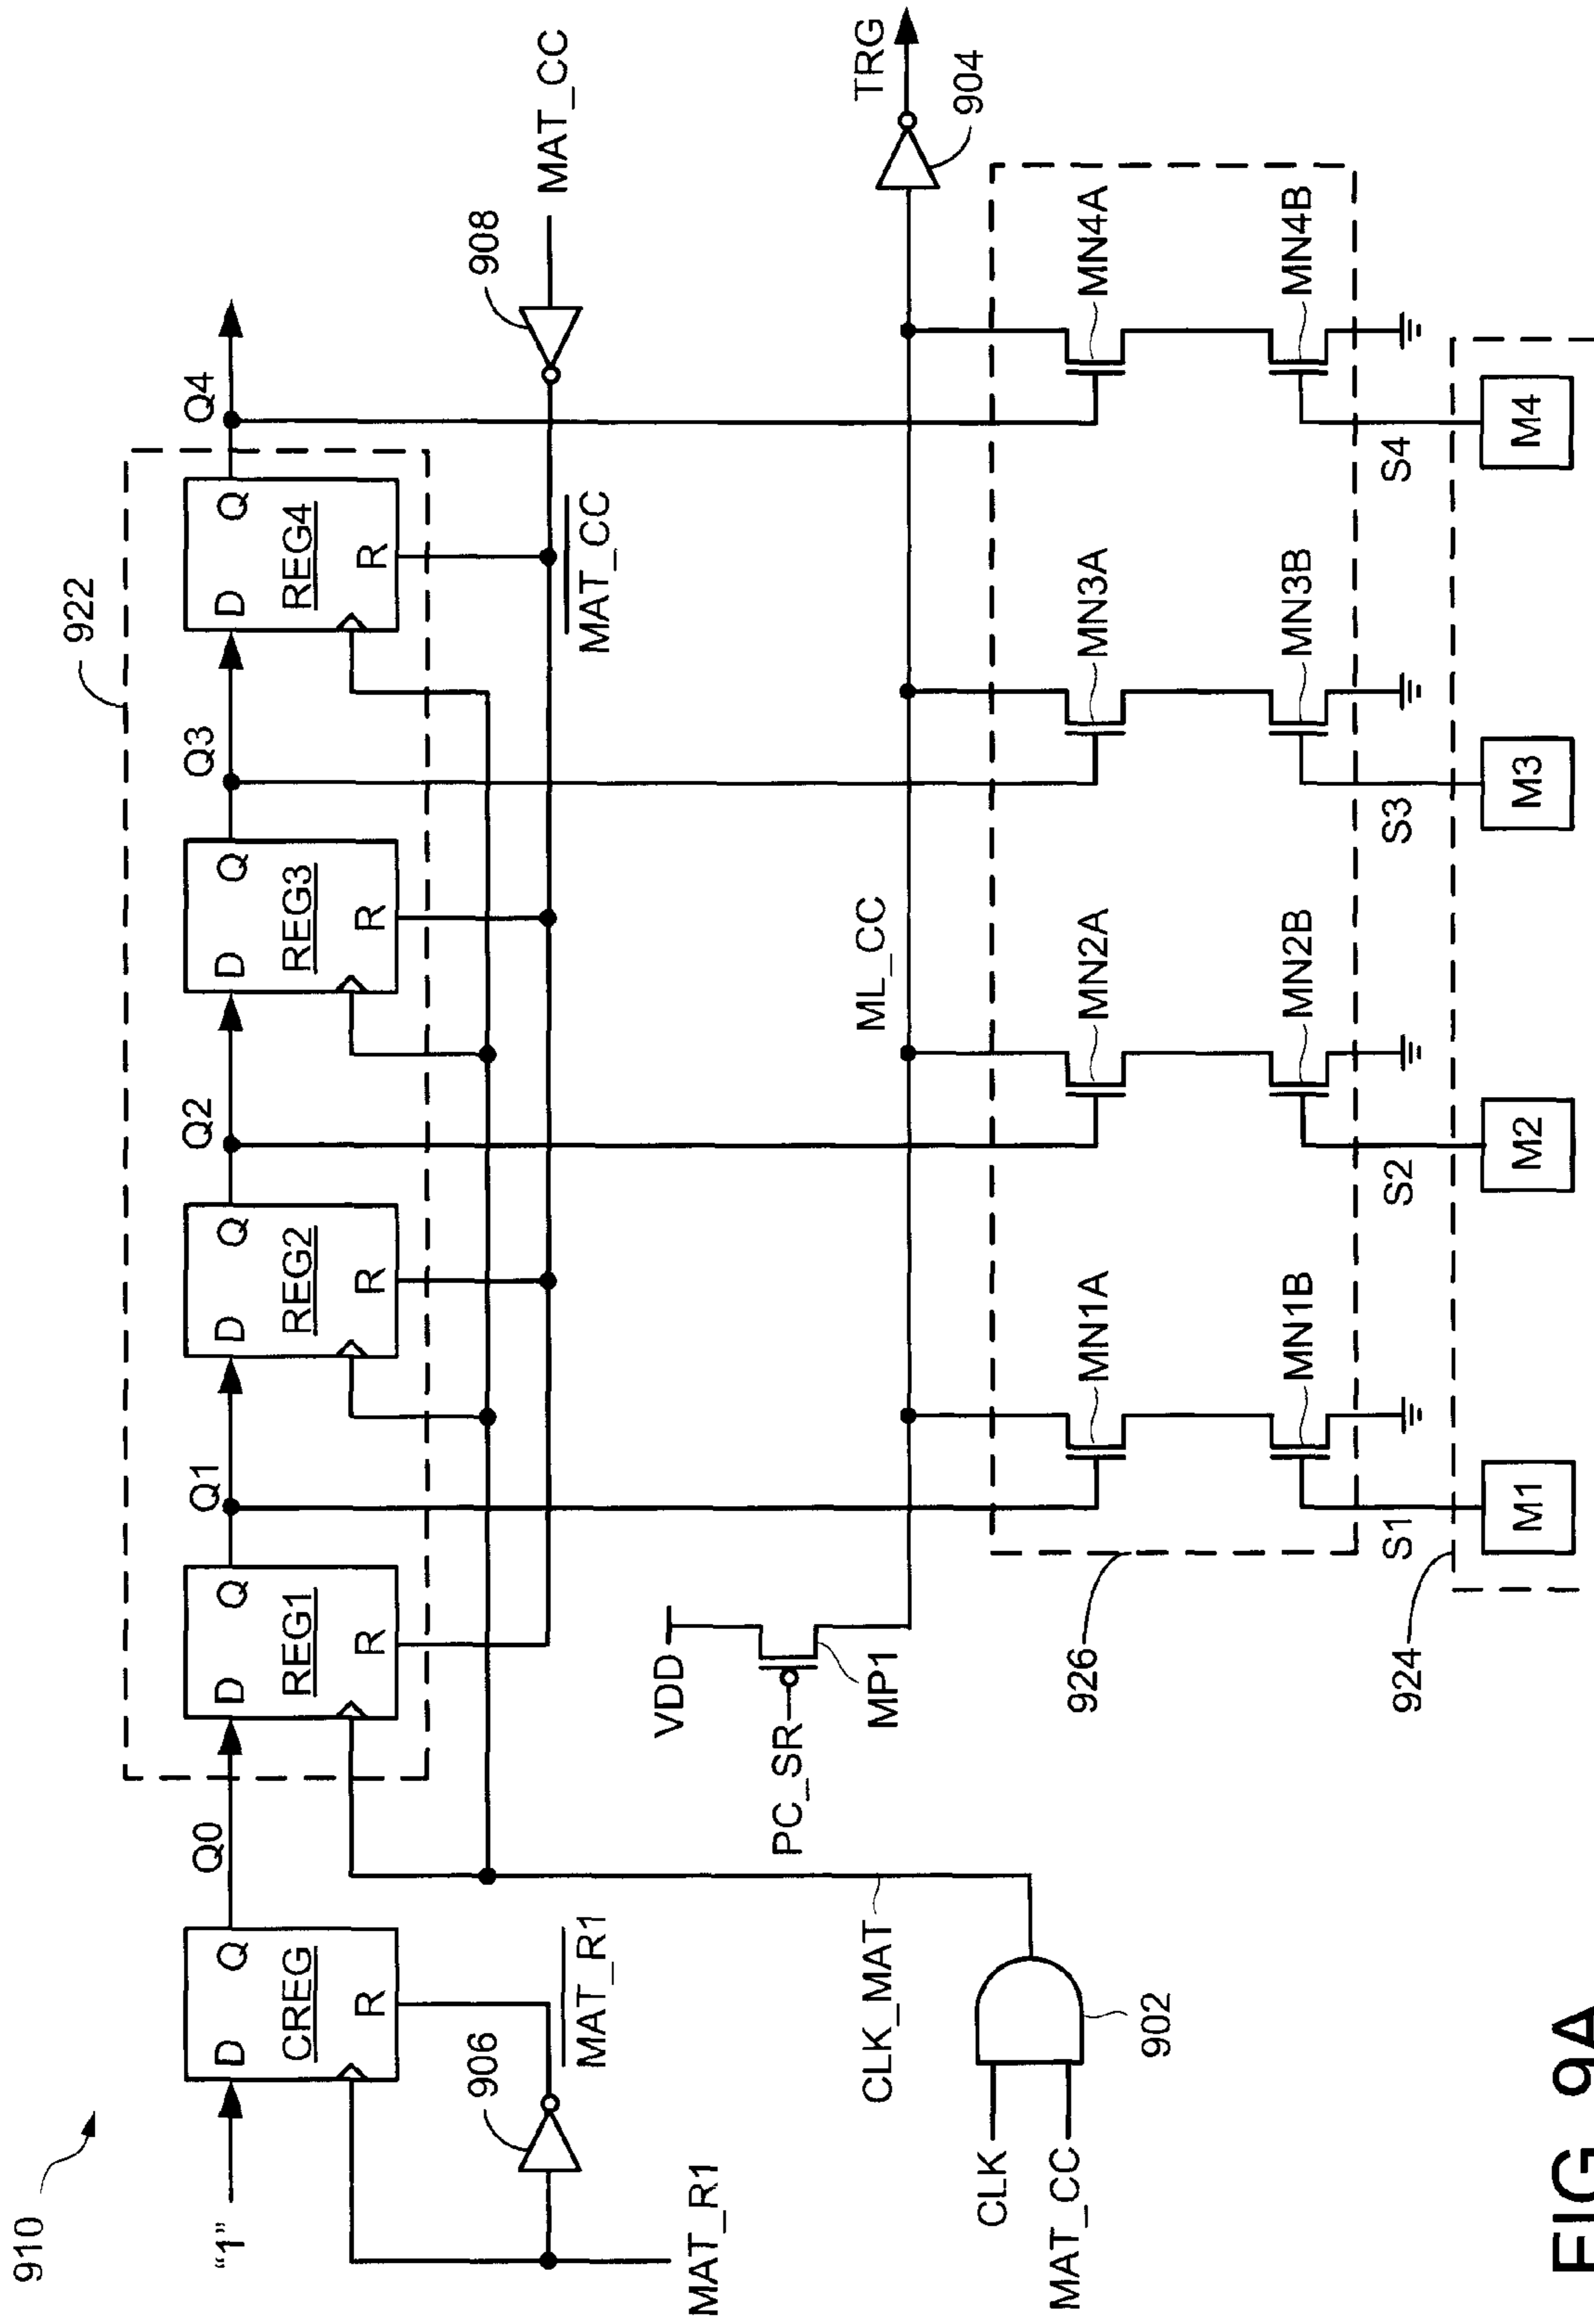 910
922
"1"
D
Q
CREG
R
Q0
D
Q
REG1
R
Q1
D
Q
REG2
R
Q2
D
Q
REG3
R
Q3
D
Q
REG4
R
Q4
906
MAT_R1
MAT_R1
908
MAT_CC
MAT_CC
VDD
PC_SR
MP1
CLK_MAT
CLK
MAT_CC
902
ML_CC
TRG
904
926
MN1A
MN2A
MN3A
MN4A
MN1B
MN2B
MN3B
MN4B
S1
S2
S3
S4
924
M1
M2
M3
M4
FIG. 9A